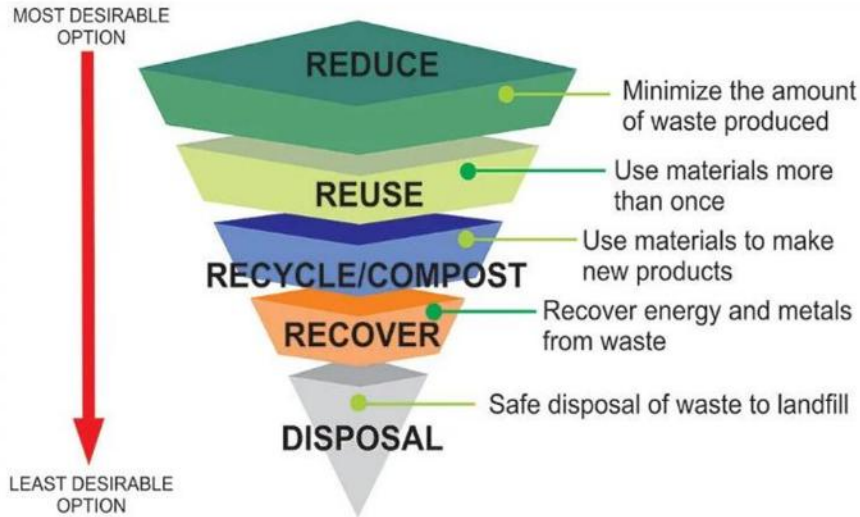 MOST DESIRABLE
OPTION
REDUCE
Minimize the amount
of waste produced
REUSE
Use materials more
than once
RECYCLE/COMPOST
Use materials to make
new products
RECOVER
Recover energy and metals
from waste
DISPOSAL
Safe disposal of waste to landfill
LEAST DESIRABLE
OPTION